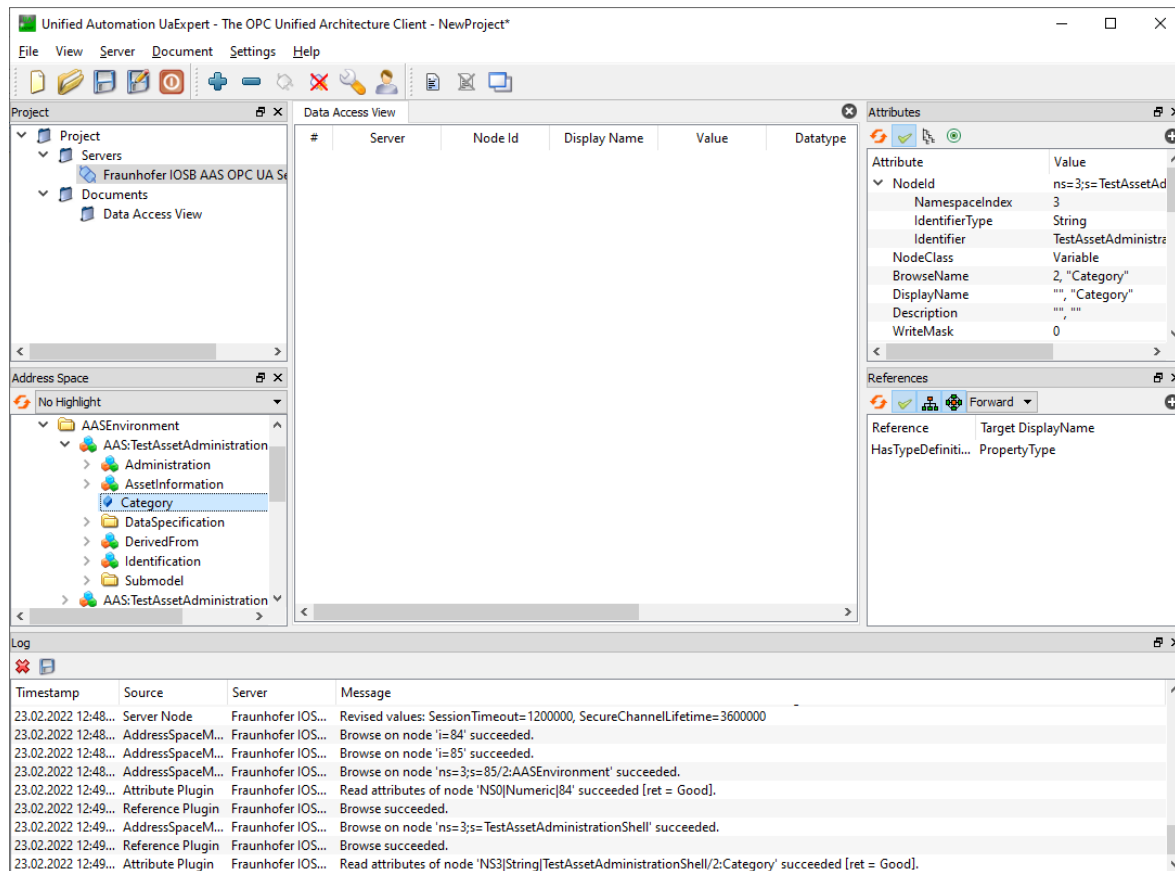 Unified Automation UaExpert - The OPC Unified Architecture Client - NewProject*
File View Server Document Settings Help
Project
Project
Servers
Fraunhofer IOSB AAS OPC UA Se
Documents
Data Access View
Data Access View
# Server Node Id Display Name Value Datatype
Attributes
Attribute Value
NodeId ns=3;s=TestAssetAd
NamespaceIndex 3
IdentifierType String
Identifier TestAssetAdministra
NodeClass Variable
BrowseName 2, "Category"
DisplayName "", "Category"
Description "", ""
WriteMask 0
Address Space
No Highlight
AASEnvironment
AAS:TestAssetAdministration
Administration
AssetInformation
Category
DataSpecification
DerivedFrom
Identification
Submodel
AAS:TestAssetAdministration
References
Forward
Reference Target DisplayName
HasTypeDefiniti... PropertyType
Log
Timestamp Source Server Message
23.02.2022 12:48... Server Node Fraunhofer IOS... Revised values: SessionTimeout=1200000, SecureChannelLifetime=3600000
23.02.2022 12:48... AddressSpaceM... Fraunhofer IOS... Browse on node 'i=84' succeeded.
23.02.2022 12:48... AddressSpaceM... Fraunhofer IOS... Browse on node 'i=85' succeeded.
23.02.2022 12:48... AddressSpaceM... Fraunhofer IOS... Browse on node 'ns=3;s=85/2:AASEnvironment' succeeded.
23.02.2022 12:49... Attribute Plugin Fraunhofer IOS... Read attributes of node 'NS0|Numeric|84' succeeded [ret = Good].
23.02.2022 12:49... Reference Plugin Fraunhofer IOS... Browse succeeded.
23.02.2022 12:49... AddressSpaceM... Fraunhofer IOS... Browse on node 'ns=3;s=TestAssetAdministrationShell' succeeded.
23.02.2022 12:49... Reference Plugin Fraunhofer IOS... Browse succeeded.
23.02.2022 12:49... Attribute Plugin Fraunhofer IOS... Read attributes of node 'NS3|String|TestAssetAdministrationShell/2:Category' succeeded [ret = Good].